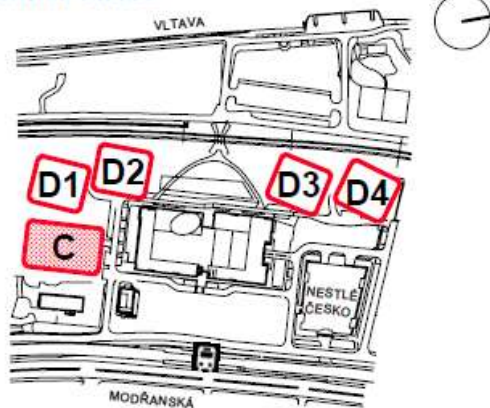 VLTAVA
D1
D2
D3
D4
C
NESTLÉ
ČESKO
MODŘANSKÁ